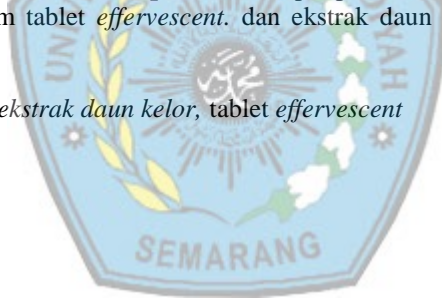 m tablet effervescent. dan ekstrak daun
ekstrak daun kelor, tablet effervescent
SEMARANG